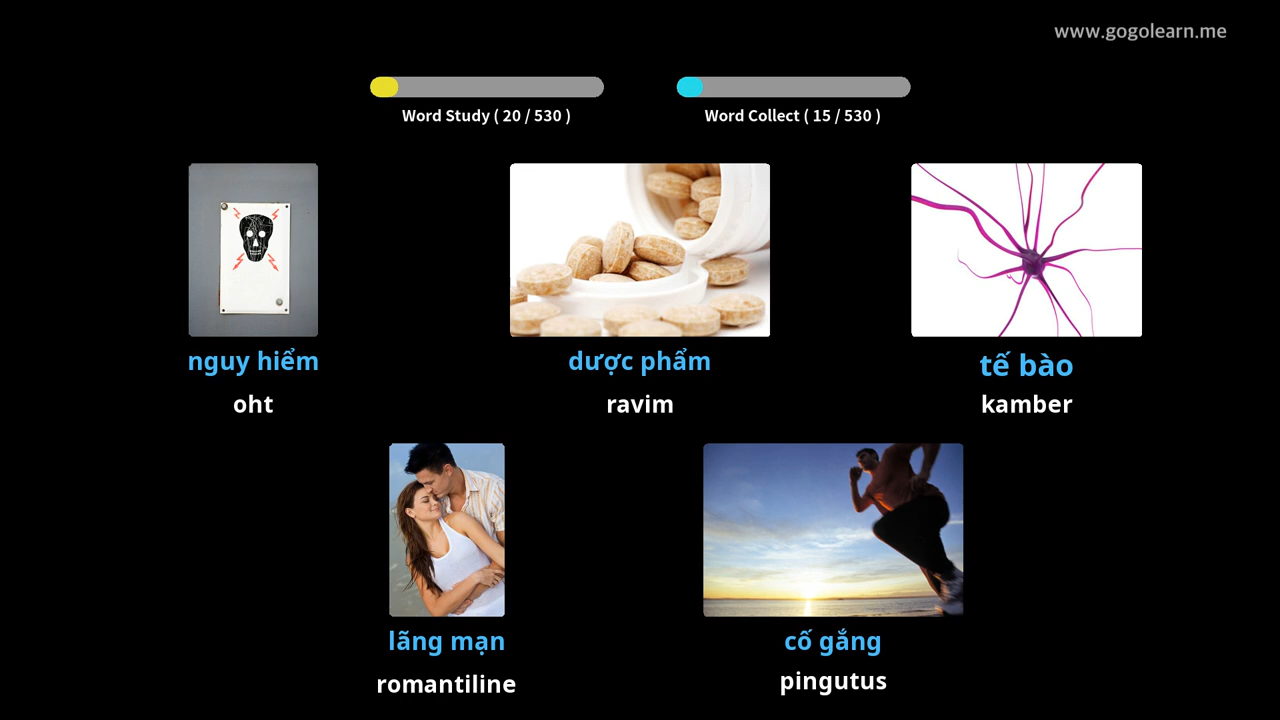 www.gogolearn.me
Word Study ( 20 / 530 )
Word Collect ( 15 / 530 )
nguy hiểm
oht
dược phẩm
ravim
tế bào
kamber
lãng mạn
romantiline
cố gắng
pingutus